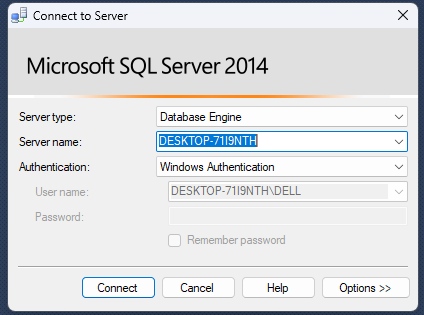 Connect to Server
Microsoft SQL Server 2014
Server type: Database Engine
Server name: DESKTOP-71I9NTH
Authentication: Windows Authentication
User name: DESKTOP-71I9NTH\DELL
Password:
Remember password
Connect Cancel Help Options >>